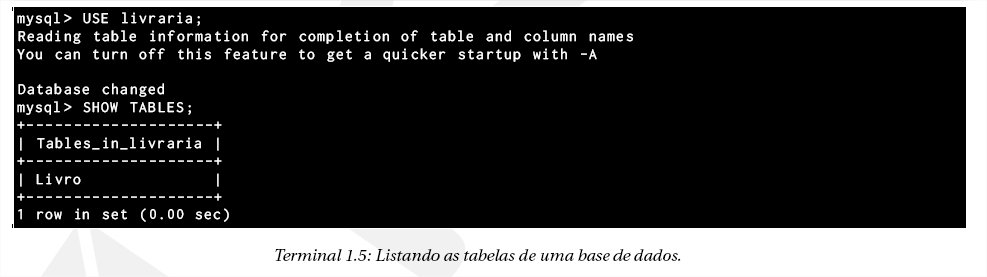 mysql> USE livraria;
Reading table information for completion of table and column names
You can turn off this feature to get a quicker startup with -A
Database changed
mysql> SHOW TABLES;
+--------------------+
| Tables_in_livraria |
+--------------------+
| Livro              |
+--------------------+
1 row in set (0.00 sec)
Terminal 1.5: Listando as tabelas de uma base de dados.